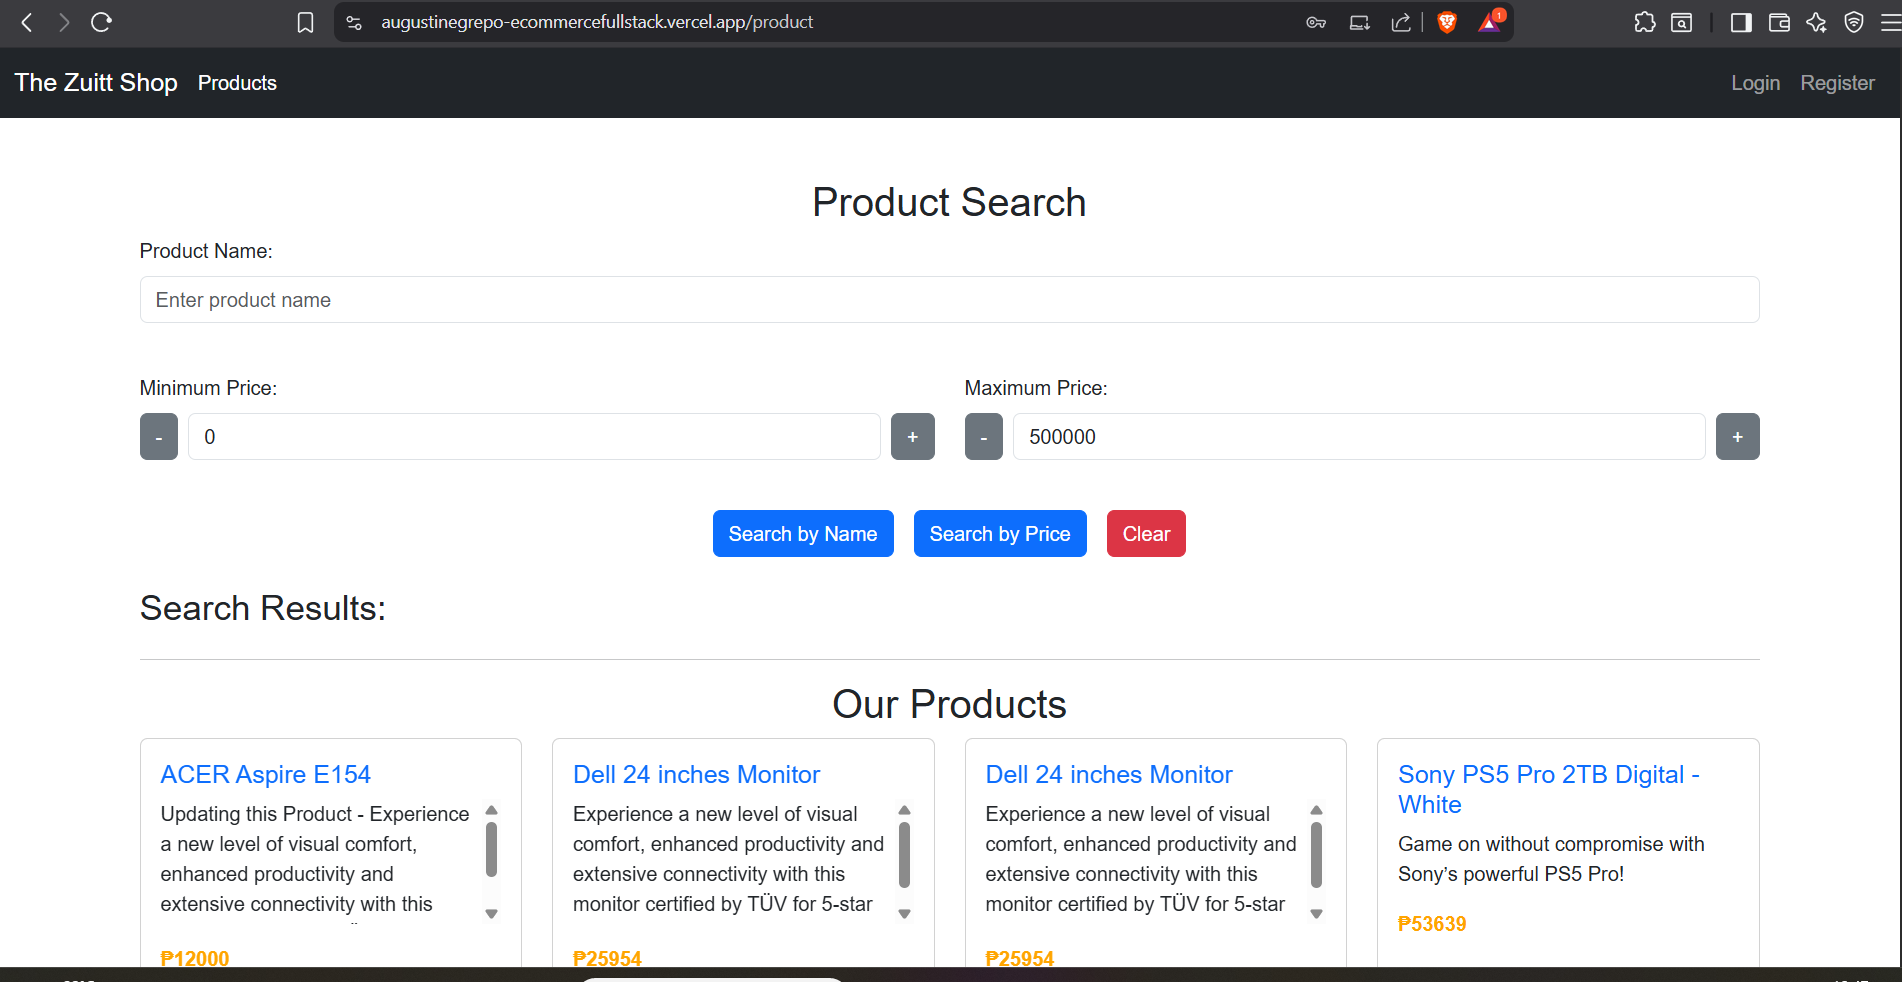 augustinegrepo-ecommercefullstack.vercel.app/product
1
The Zuitt Shop Products Login Register
Product Search
Product Name:
Enter product name
Minimum Price: Maximum Price:
- 0 + - 500000 +
Search by Name Search by Price Clear
Search Results:
Our Products
ACER Aspire E154
Updating this Product - Experience
a new level of visual comfort,
enhanced productivity and
extensive connectivity with this
₱12000
Dell 24 inches Monitor
Experience a new level of visual
comfort, enhanced productivity and
extensive connectivity with this
monitor certified by TÜV for 5-star
₱25954
Dell 24 inches Monitor
Experience a new level of visual
comfort, enhanced productivity and
extensive connectivity with this
monitor certified by TÜV for 5-star
₱25954
Sony PS5 Pro 2TB Digital -
White
Game on without compromise with
Sony’s powerful PS5 Pro!
₱53639